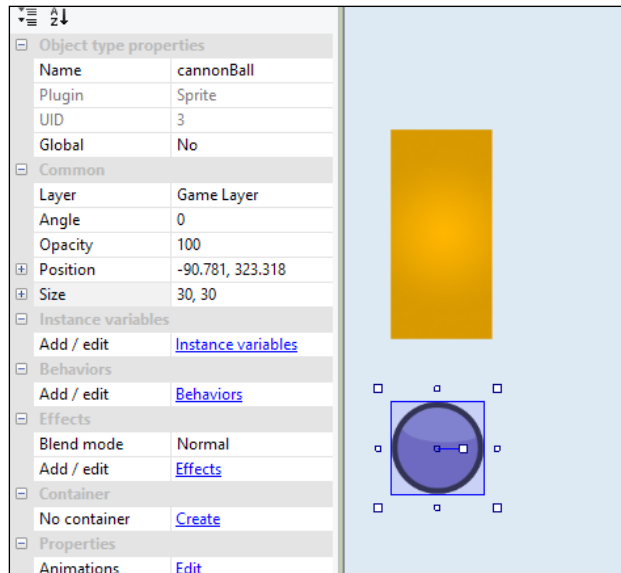 A
Z
Object type properties
Name cannonBall
Plugin Sprite
UID 3
Global No
Common
Layer Game Layer
Angle 0
Opacity 100
Position -90.781, 323.318
Size 30, 30
Instance variables
Add / edit Instance variables
Behaviors
Add / edit Behaviors
Effects
Blend mode Normal
Add / edit Effects
Container
No container Create
Properties
Animations Edit